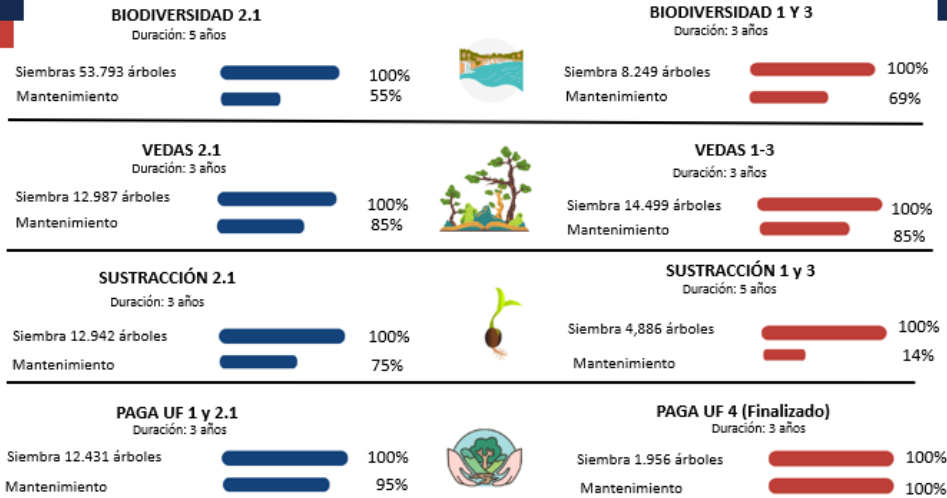 BIODIVERSIDAD 2.1
Duración: 5 años
Siembras 53.793 árboles 100%
Mantenimiento 55%
BIODIVERSIDAD 1 Y 3
Duración: 3 años
Siembra 8.249 árboles 100%
Mantenimiento 69%
VEDAS 2.1
Duración: 3 años
Siembra 12.987 árboles 100%
Mantenimiento 85%
VEDAS 1-3
Duración: 3 años
Siembra 14.499 árboles 100%
Mantenimiento 85%
SUSTRACCIÓN 2.1
Duración: 3 años
Siembra 12.942 árboles 100%
Mantenimiento 75%
SUSTRACCIÓN 1 y 3
Duración: 5 años
Siembra 4,886 árboles 100%
Mantenimiento 14%
PAGA UF 1 y 2.1
Duración: 3 años
Siembra 12.431 árboles 100%
Mantenimiento 95%
PAGA UF 4 (Finalizado)
Duración: 3 años
Siembra 1.956 árboles 100%
Mantenimiento 100%